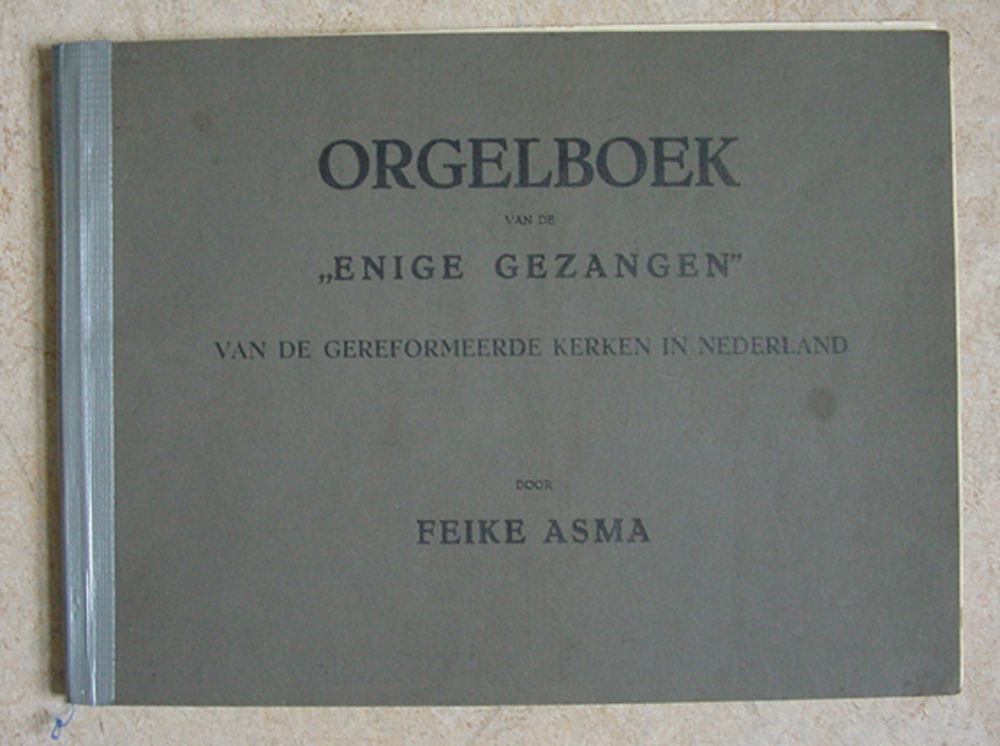 ORGELBOEK
VAN DE
„ENIGE GEZANGEN”
VAN DE GEREFORMEERDE KERKEN IN NEDERLAND
DOOR
FEIKE ASMA